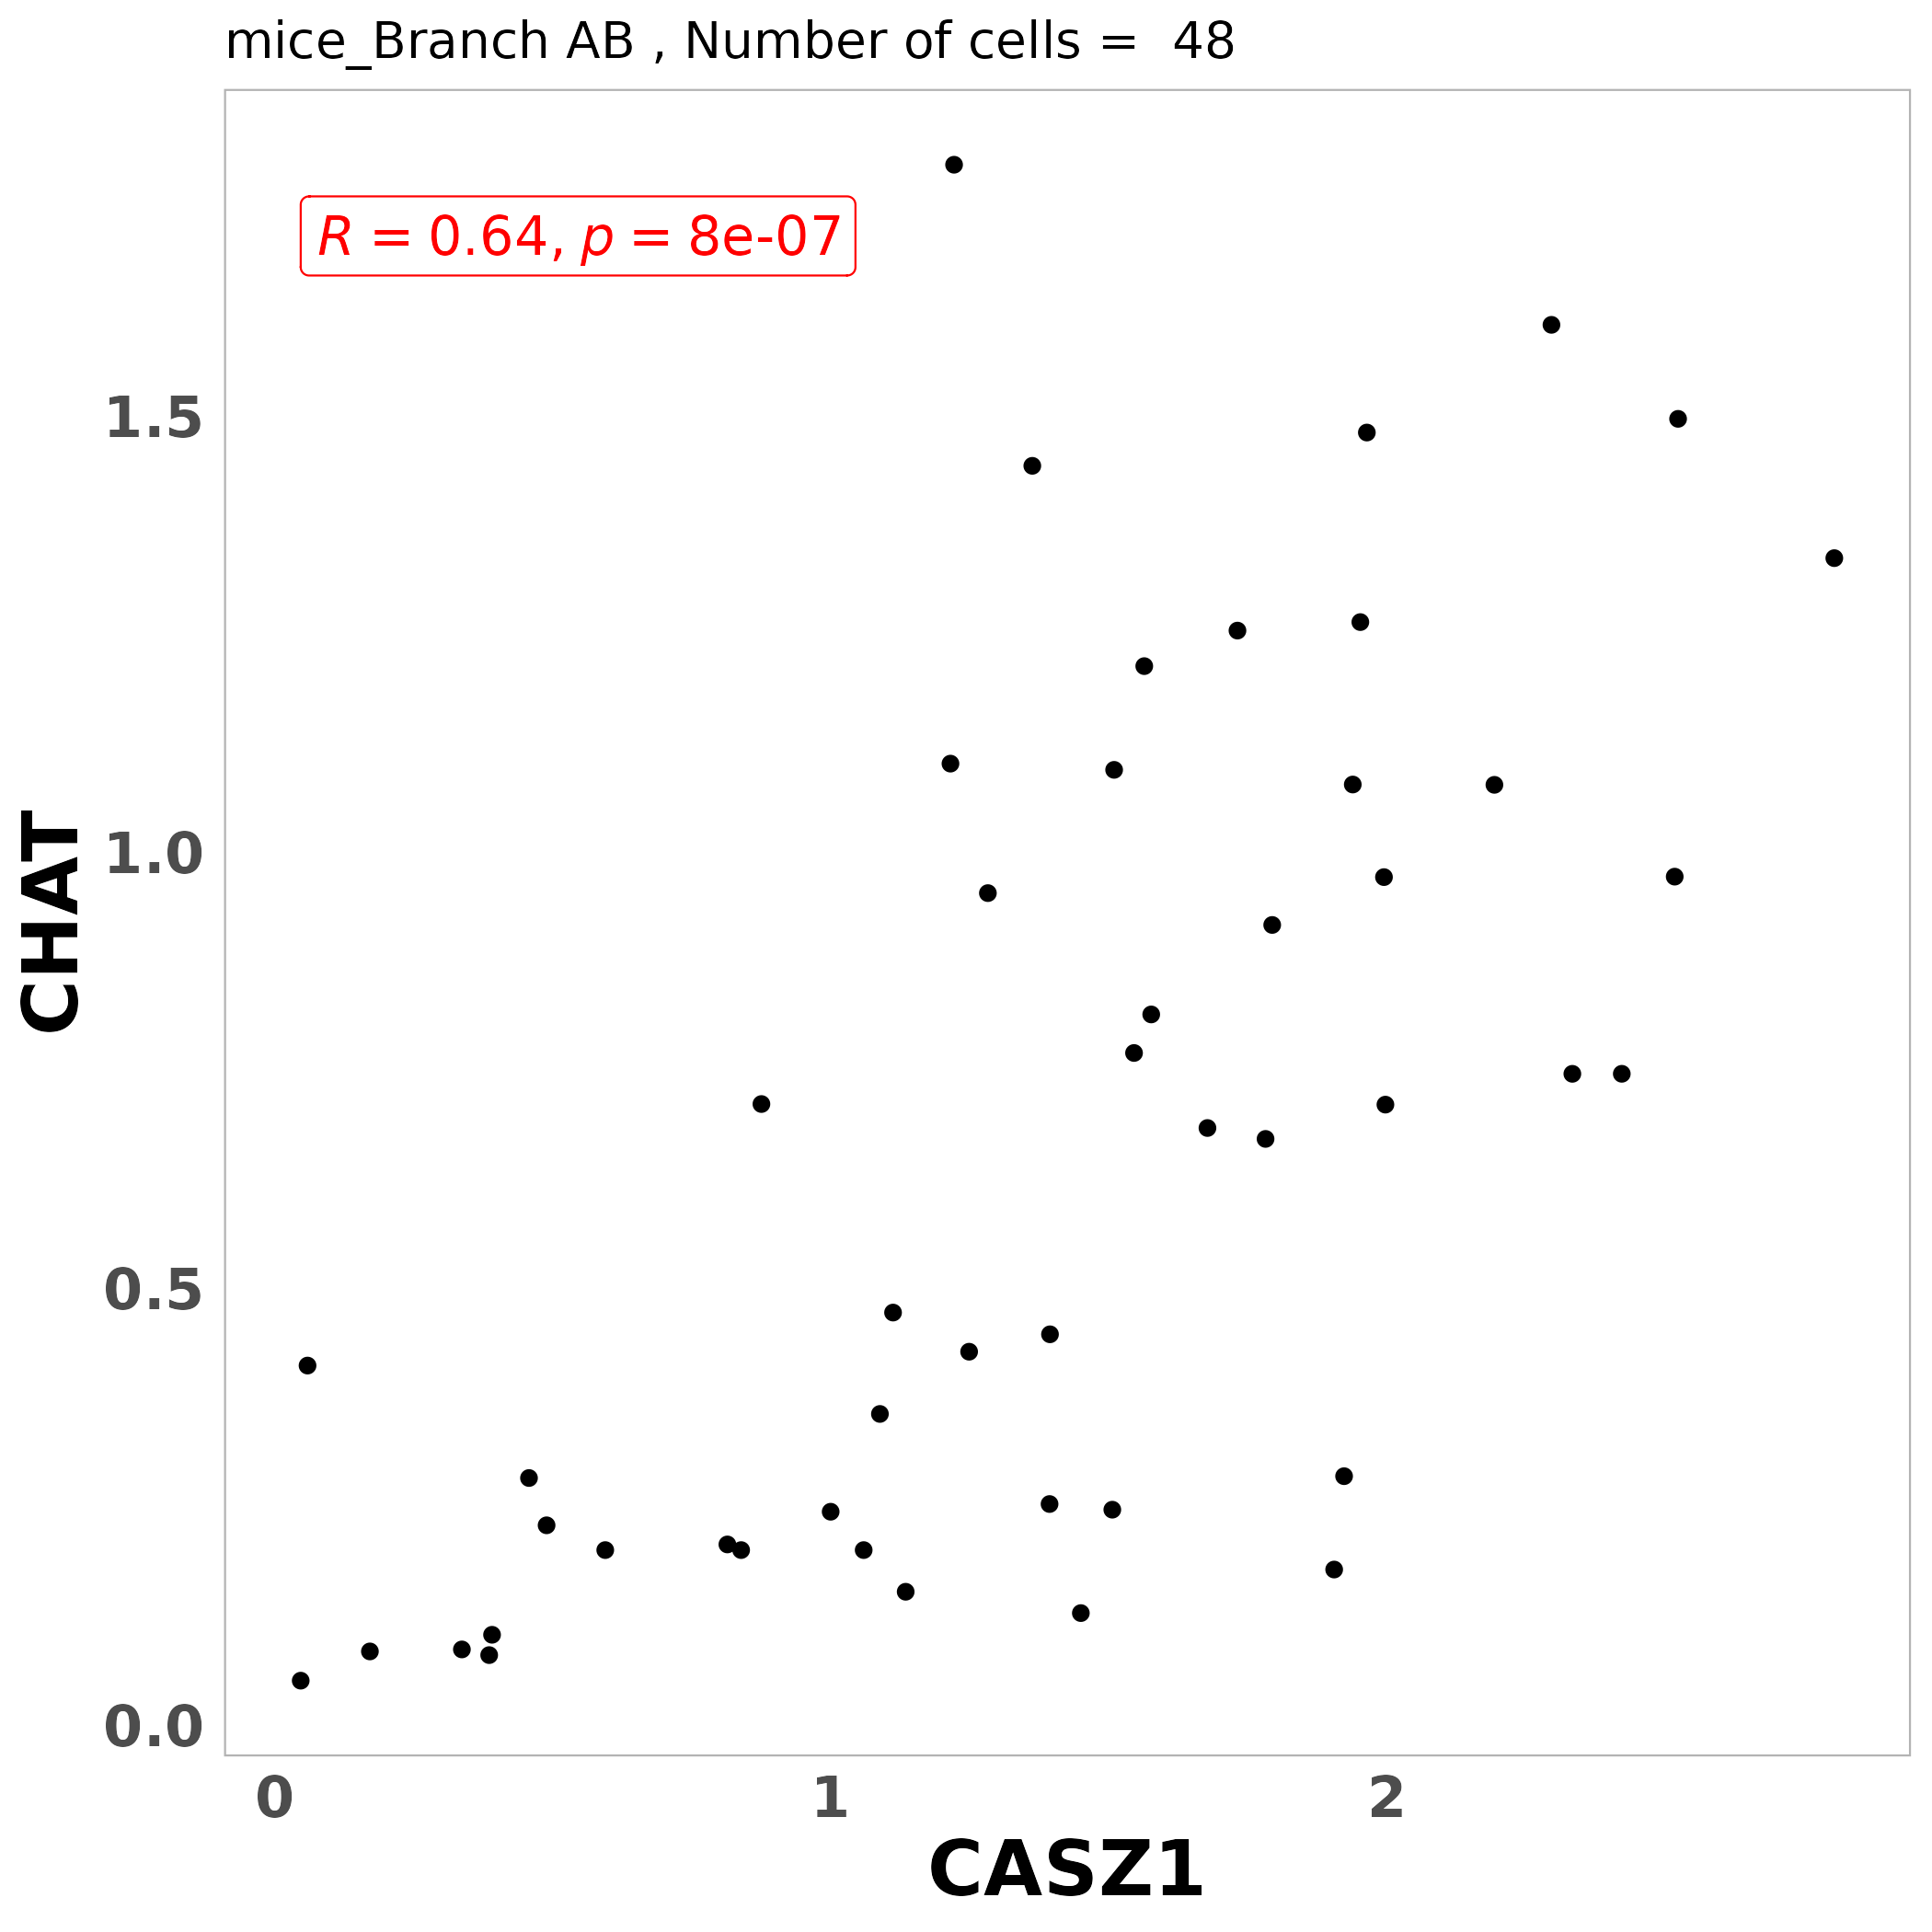 mice_Branch AB , Number of cells =  48
R = 0.64, p = 8e-07
CHAT
1.5
1.0
0.5
0.0
0 1 2
CASZ1